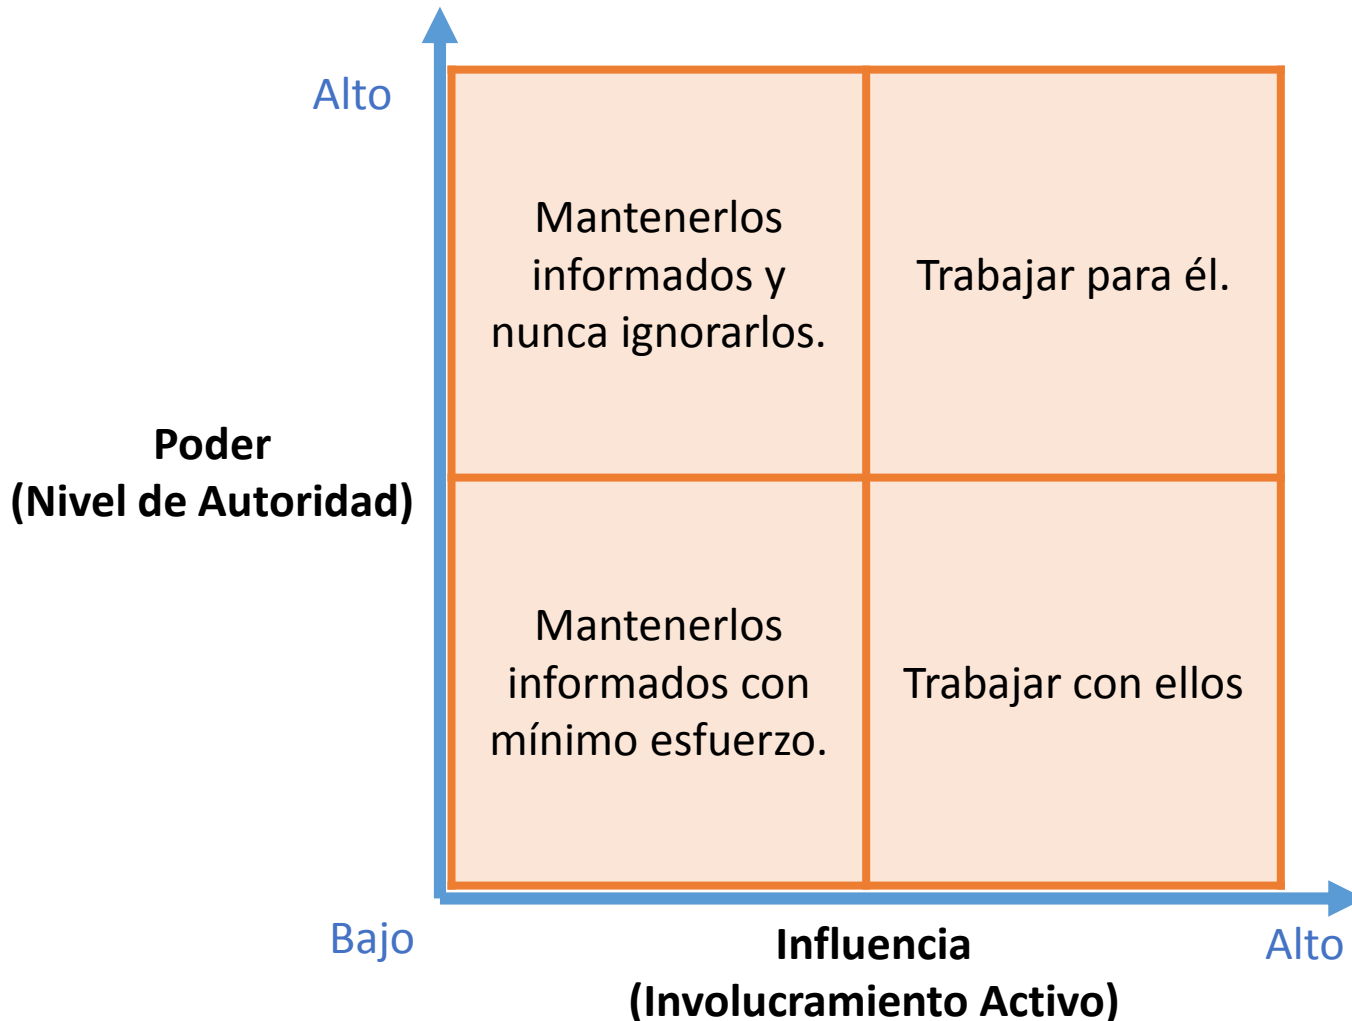 Alto
Mantenerlos
informados y
nunca ignorarlos.
Trabajar para él.
Poder
(Nivel de Autoridad)
Mantenerlos
informados con
mínimo esfuerzo.
Trabajar con ellos
Bajo
Influencia
(Involucramiento Activo)
Alto